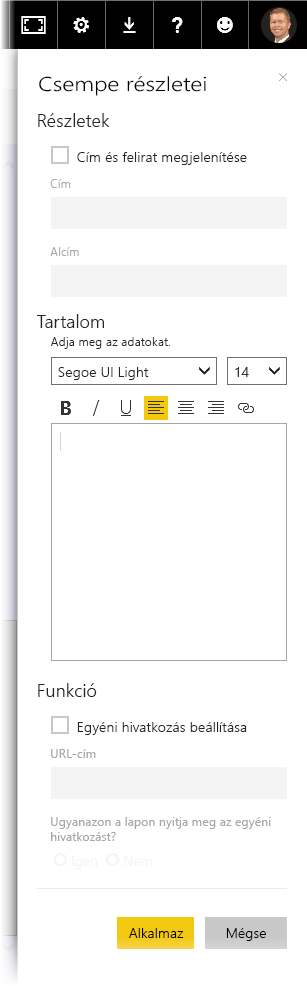 Csempe részletei
Részletek
Cím és felirat megjelenítése
Cím
Alcím
Tartalom
Adja meg az adatokat.
Segoe UI Light 14
B I U
Funkció
Egyéni hivatkozás beállítása
URL-cím
Ugyanazon a lapon nyitja meg az egyéni
hivatkozást?
Igen Nem
Alkalmaz Mégse